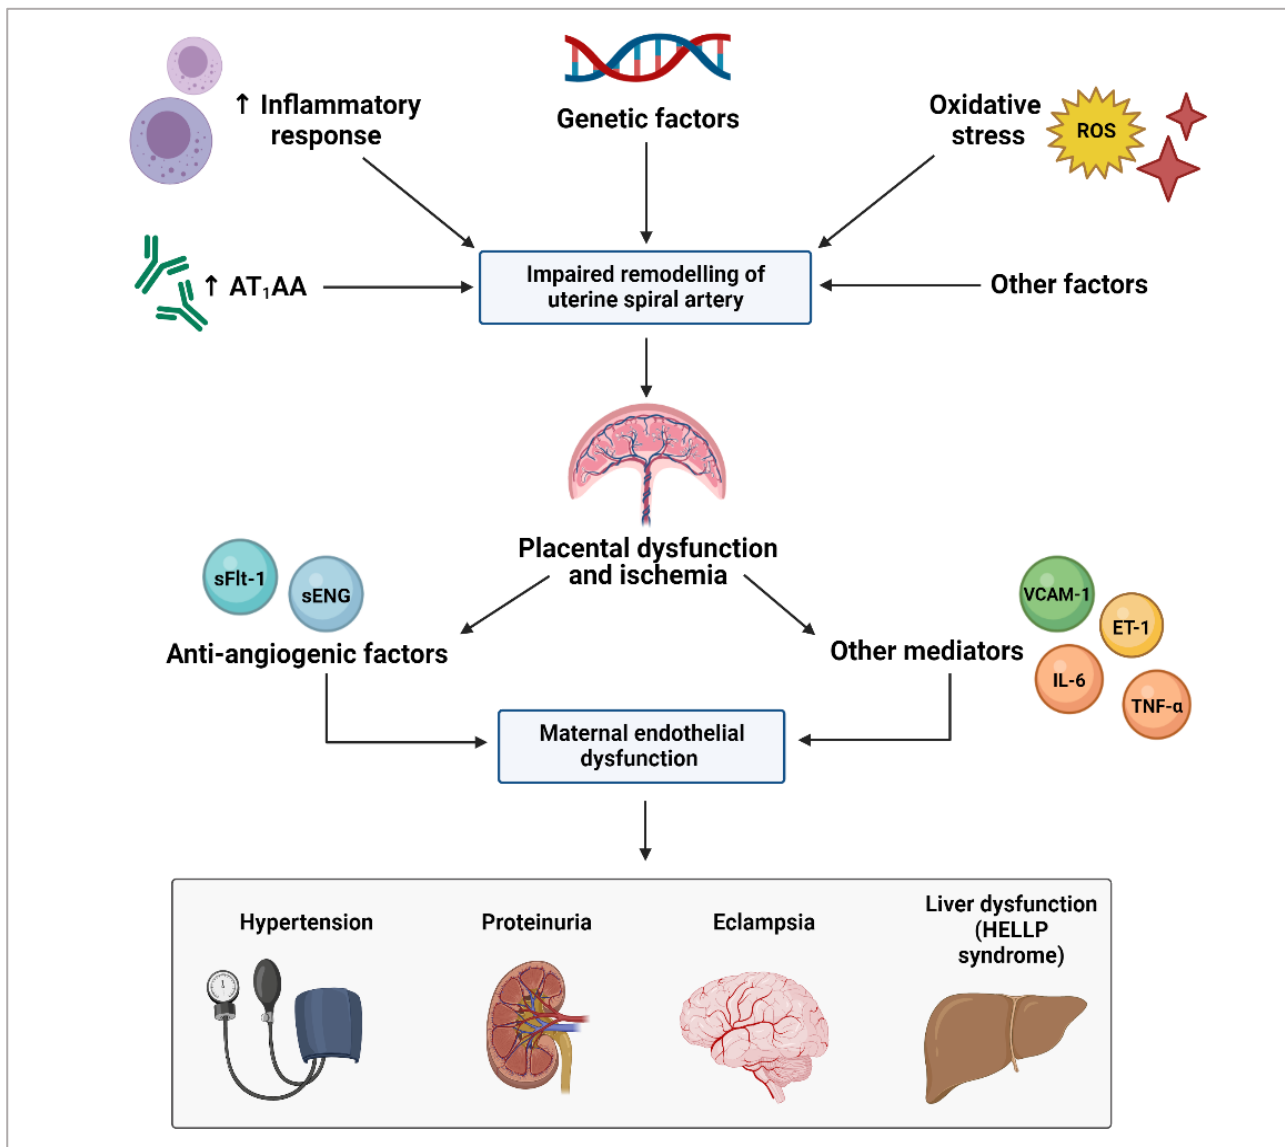 ↑ Inflammatory
response
Genetic factors
Oxidative
stress
ROS
↑ AT₁AA
Impaired remodelling of
uterine spiral artery
Other factors
Placental dysfunction
and ischemia
sFlt-1
sENG
Anti-angiogenic factors
Other mediators
VCAM-1
ET-1
IL-6
TNF-α
Maternal endothelial
dysfunction
Hypertension
Proteinuria
Eclampsia
Liver dysfunction
(HELLP
syndrome)